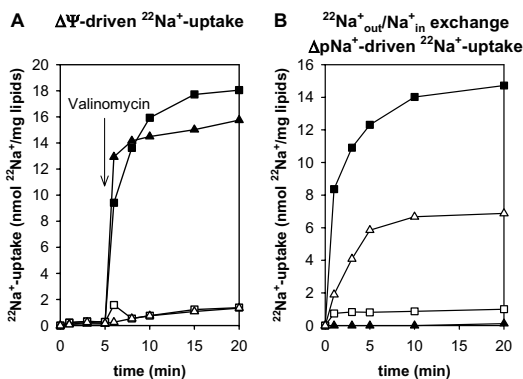 A ΔΨ-driven ²²Na⁺-uptake
²²Na⁺-uptake (nmol ²²Na⁺/mg lipids)
20
18
16
14
12
10
8
6
4
2
0
Valinomycin
0 5 10 15 20
time (min)
B ²²Na⁺out/Na⁺in exchange
ΔpNa⁺-driven ²²Na⁺-uptake
²²Na⁺-uptake (nmol ²²Na⁺/mg lipids)
16
14
12
10
8
6
4
2
0
0 5 10 15 20
time (min)